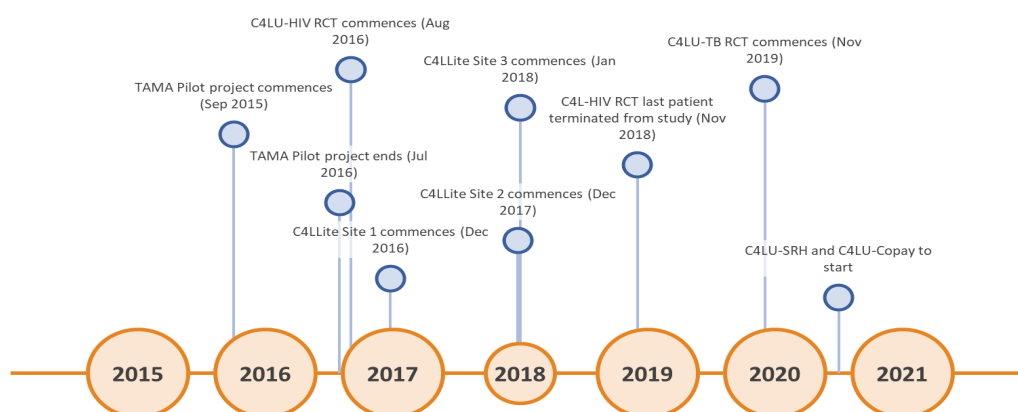 C4LU-HIV RCT commences (Aug
2016)
C4LU-TB RCT commences (Nov
2019)
C4LLite Site 3 commences (Jan
2018)
TAMA Pilot project commences
(Sep 2015)
C4L-HIV RCT last patient
terminated from study (Nov
2018)
TAMA Pilot project ends (Jul
2016)
C4LLite Site 2 commences (Dec
2017)
C4LLite Site 1 commences (Dec
2016)
C4LU-SRH and C4LU-Copay to
start
2015
2016
2017
2018
2019
2020
2021